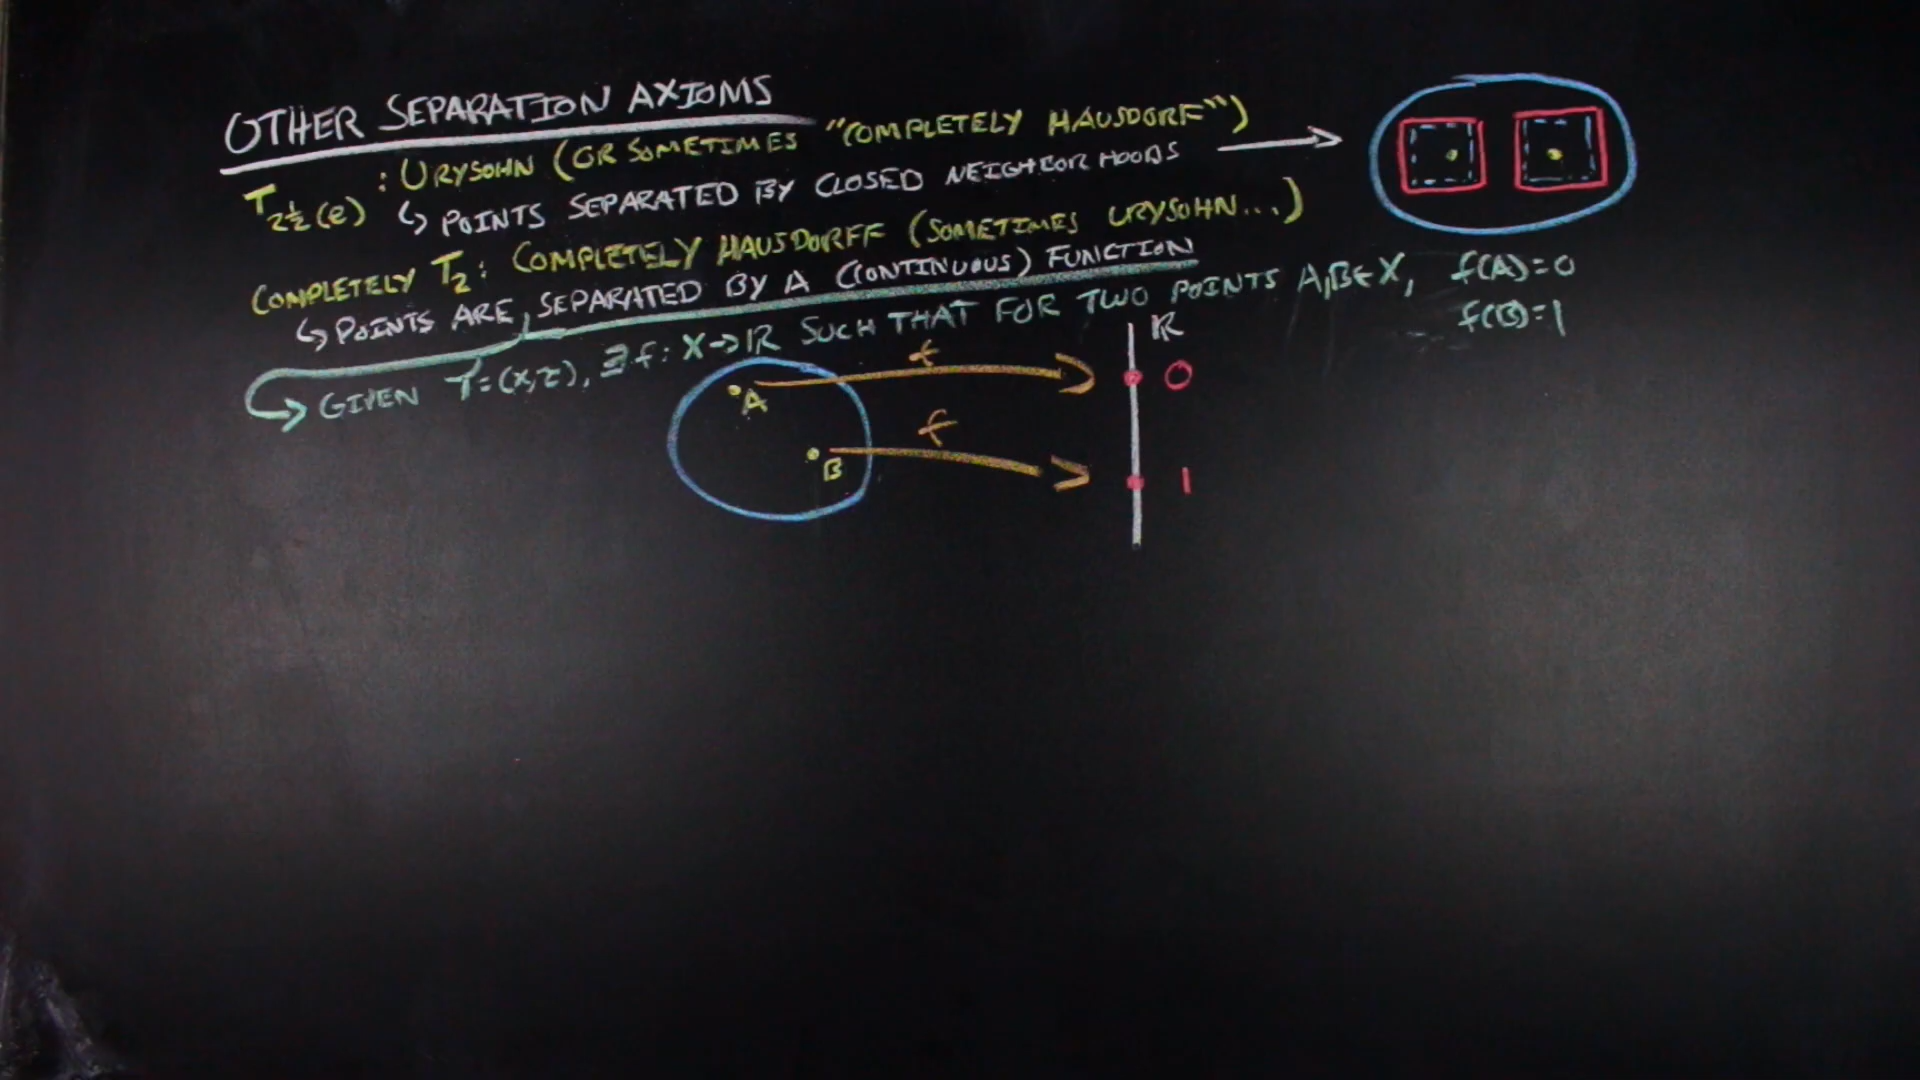 OTHER SEPARATION AXIOMS
T2½(e) : URYSOHN (OR SOMETIMES "COMPLETELY HAUSDORF")
↳ POINTS SEPARATED BY CLOSED NEIGHBORHOODS →
COMPLETELY T2: COMPLETELY HAUSDORFF (SOMETIMES URYSOHN...)
↳ POINTS ARE SEPARATED BY A (CONTINUOUS) FUNCTION
GIVEN T=(X,τ), ∃f: X→ℝ SUCH THAT FOR TWO POINTS A,B∈X, f(A)=0
f(B)=1
A f ℝ 0
B f 1